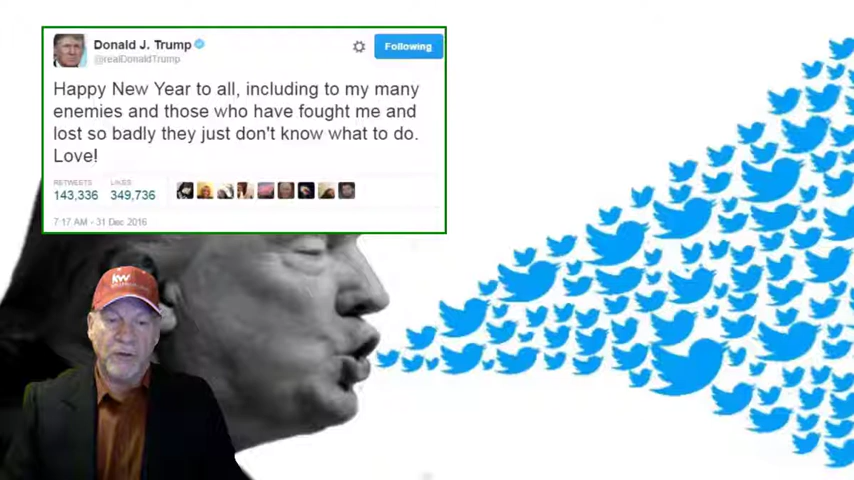 Donald J. Trump
@realDonaldTrump
Following
Happy New Year to all, including to my many
enemies and those who have fought me and
lost so badly they just don't know what to do.
Love!
RETWEETS LIKES
143,336 349,736
7:17 AM - 31 Dec 2016
kw